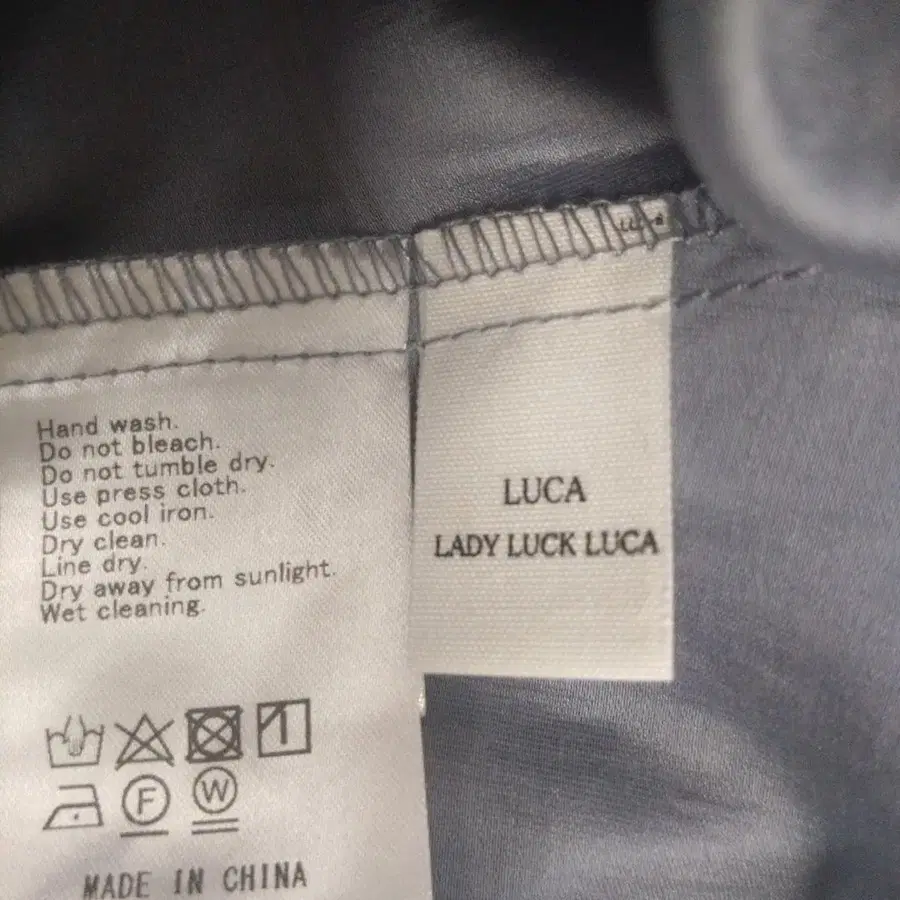 Hand wash.
Do not bleach.
Do not tumble dry.
Use press cloth.
Use cool iron.
Dry clean.
Line dry.
Dry away from sunlight.
Wet cleaning.
F
W
MADE IN CHINA
LUCA
LADY LUCK LUCA